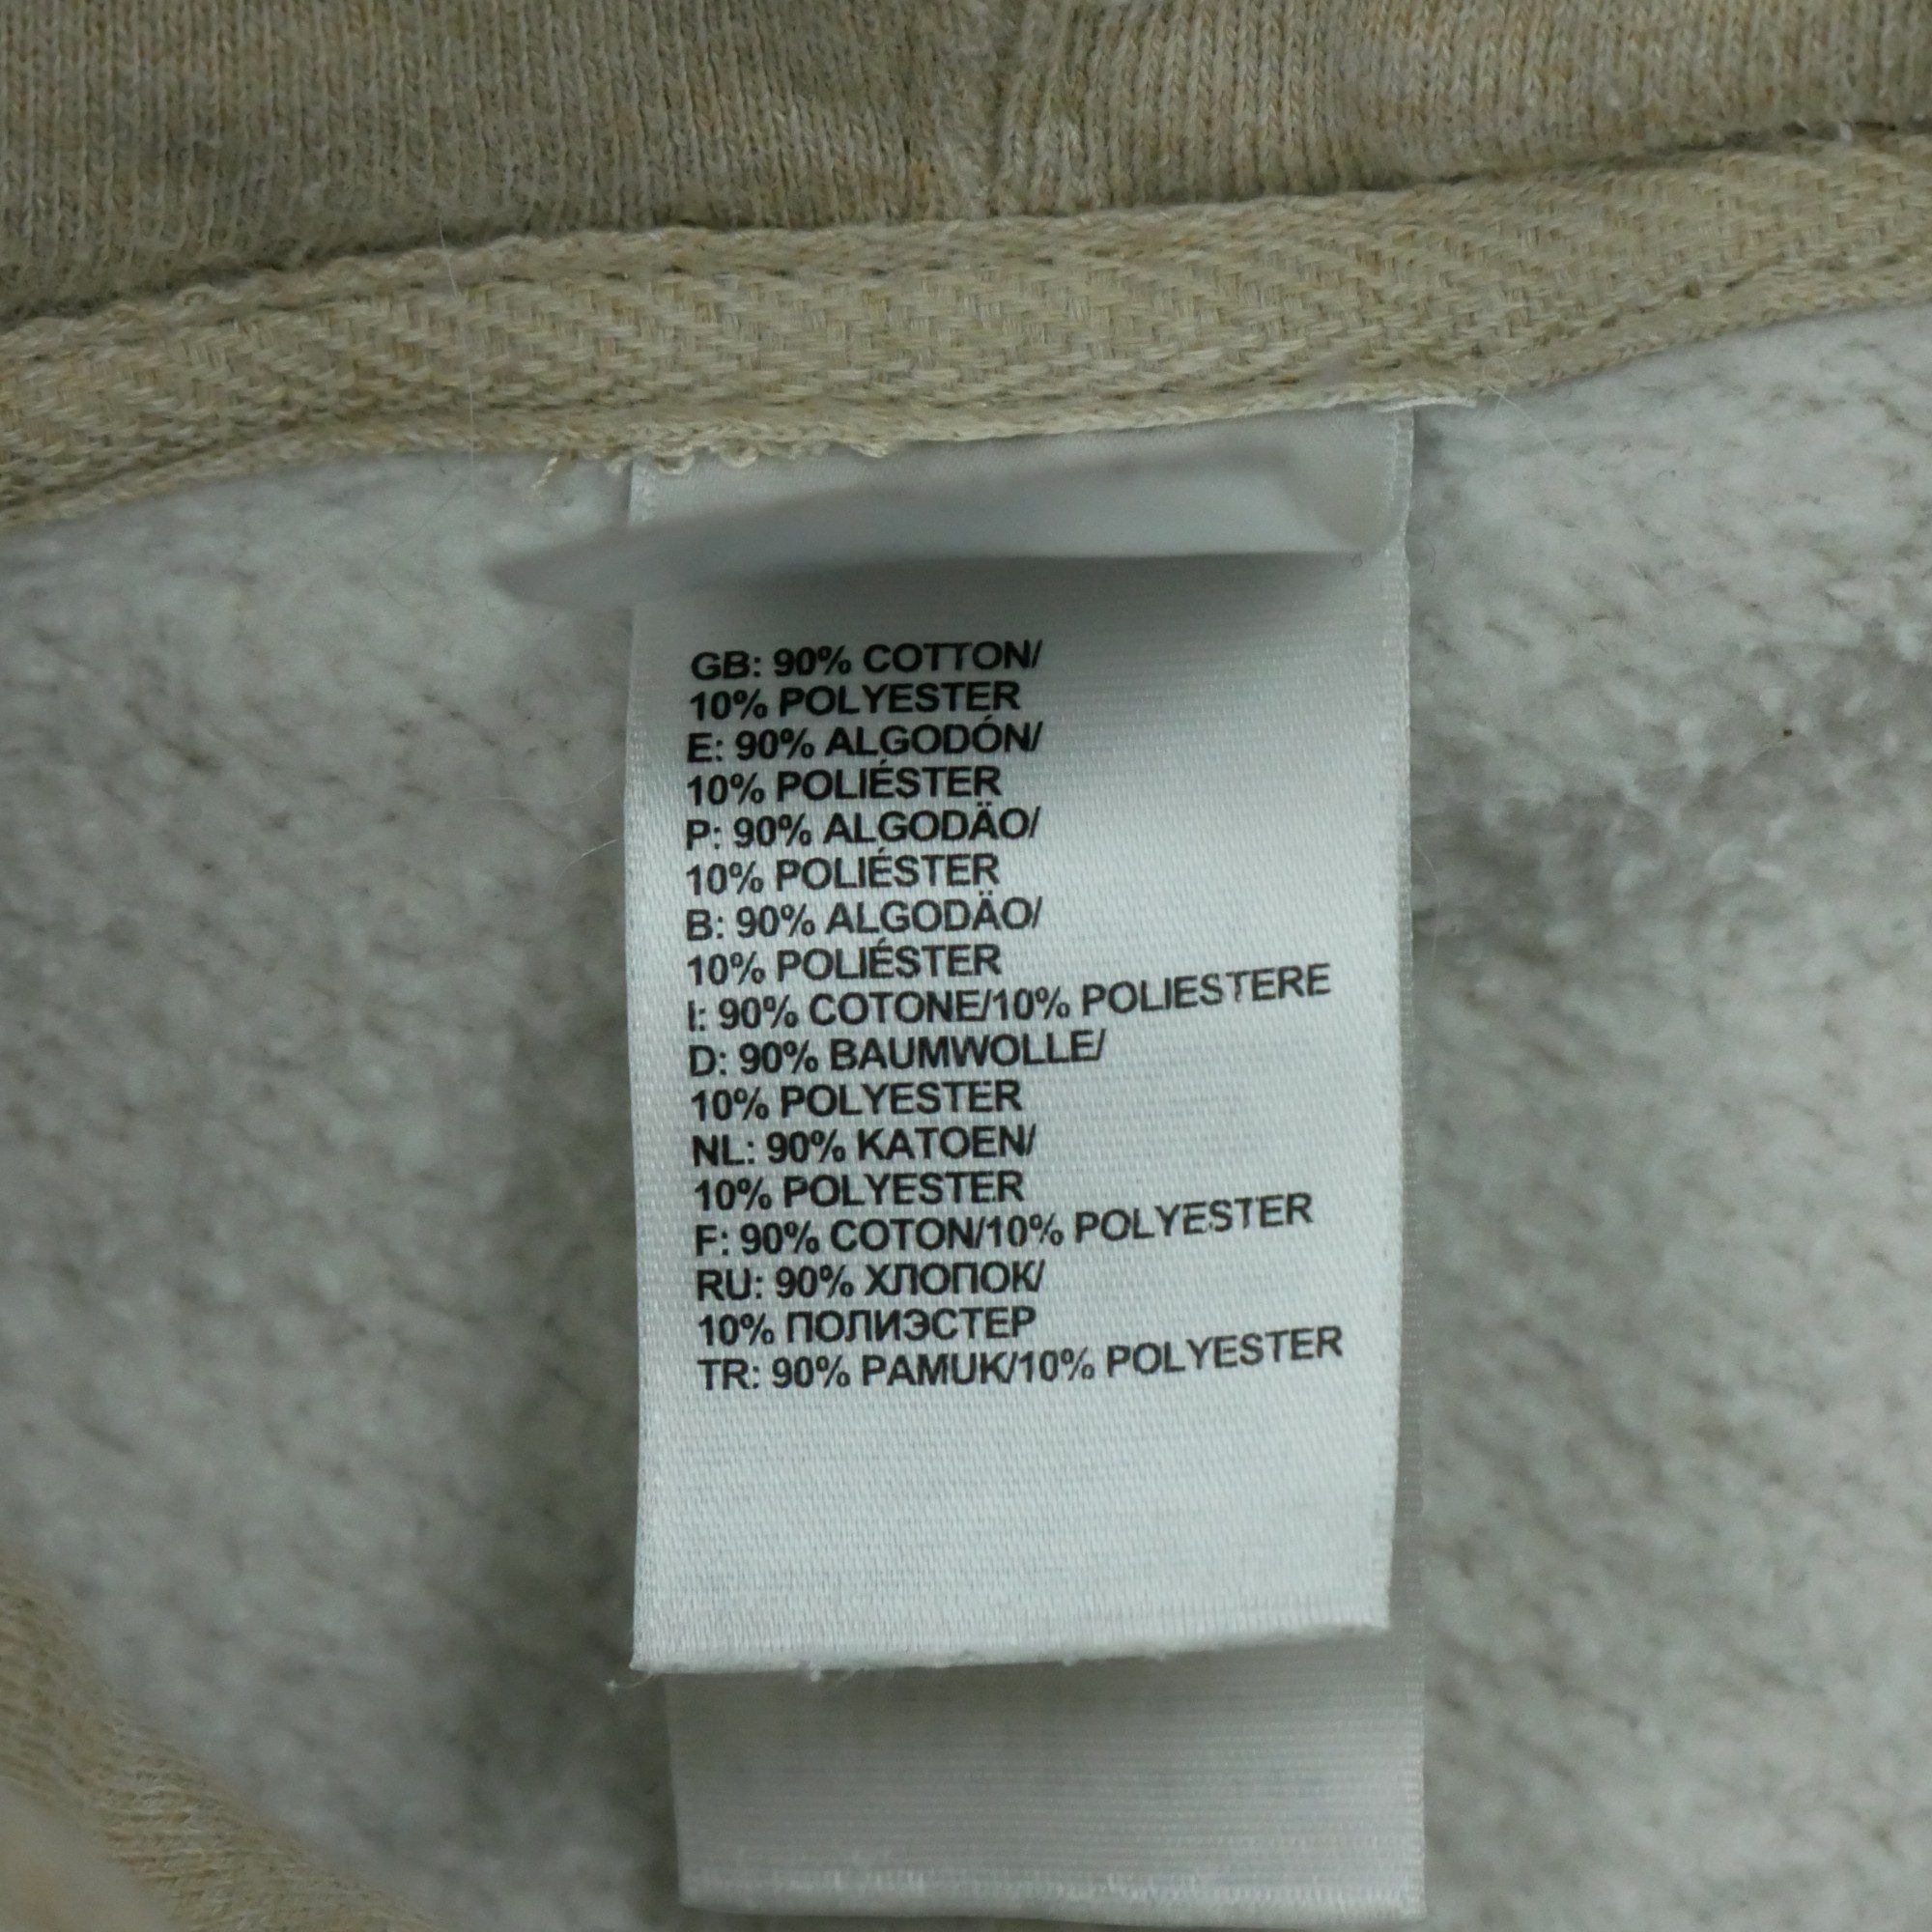 GB: 90% COTTON/
10% POLYESTER
E: 90% ALGODÓN/
10% POLIÉSTER
P: 90% ALGODÄO/
10% POLIÉSTER
B: 90% ALGODÄO/
10% POLIÉSTER
I: 90% COTONE/10% POLIESTERE
D: 90% BAUMWOLLE/
10% POLYESTER
NL: 90% KATOEN/
10% POLYESTER
F: 90% COTON/10% POLYESTER
RU: 90% ХЛОПОК/
10% ПОЛИЭСТЕР
TR: 90% PAMUK/10% POLYESTER